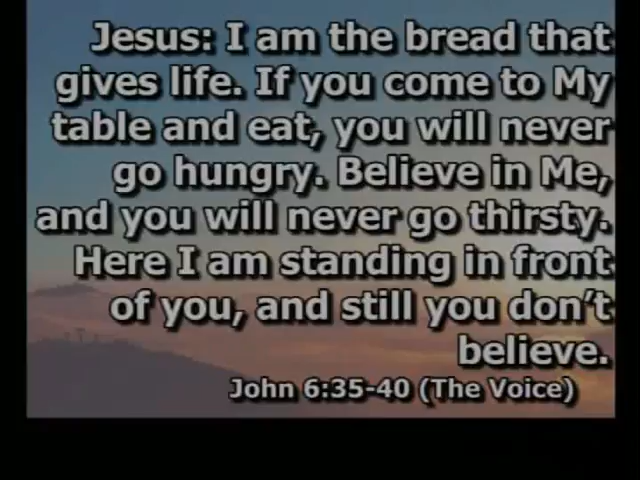 Jesus: I am the bread that
gives life. If you come to My
table and eat, you will never
go hungry. Believe in Me,
and you will never go thirsty.
Here I am standing in front
of you, and still you don't
believe.
John 6:35-40 (The Voice)